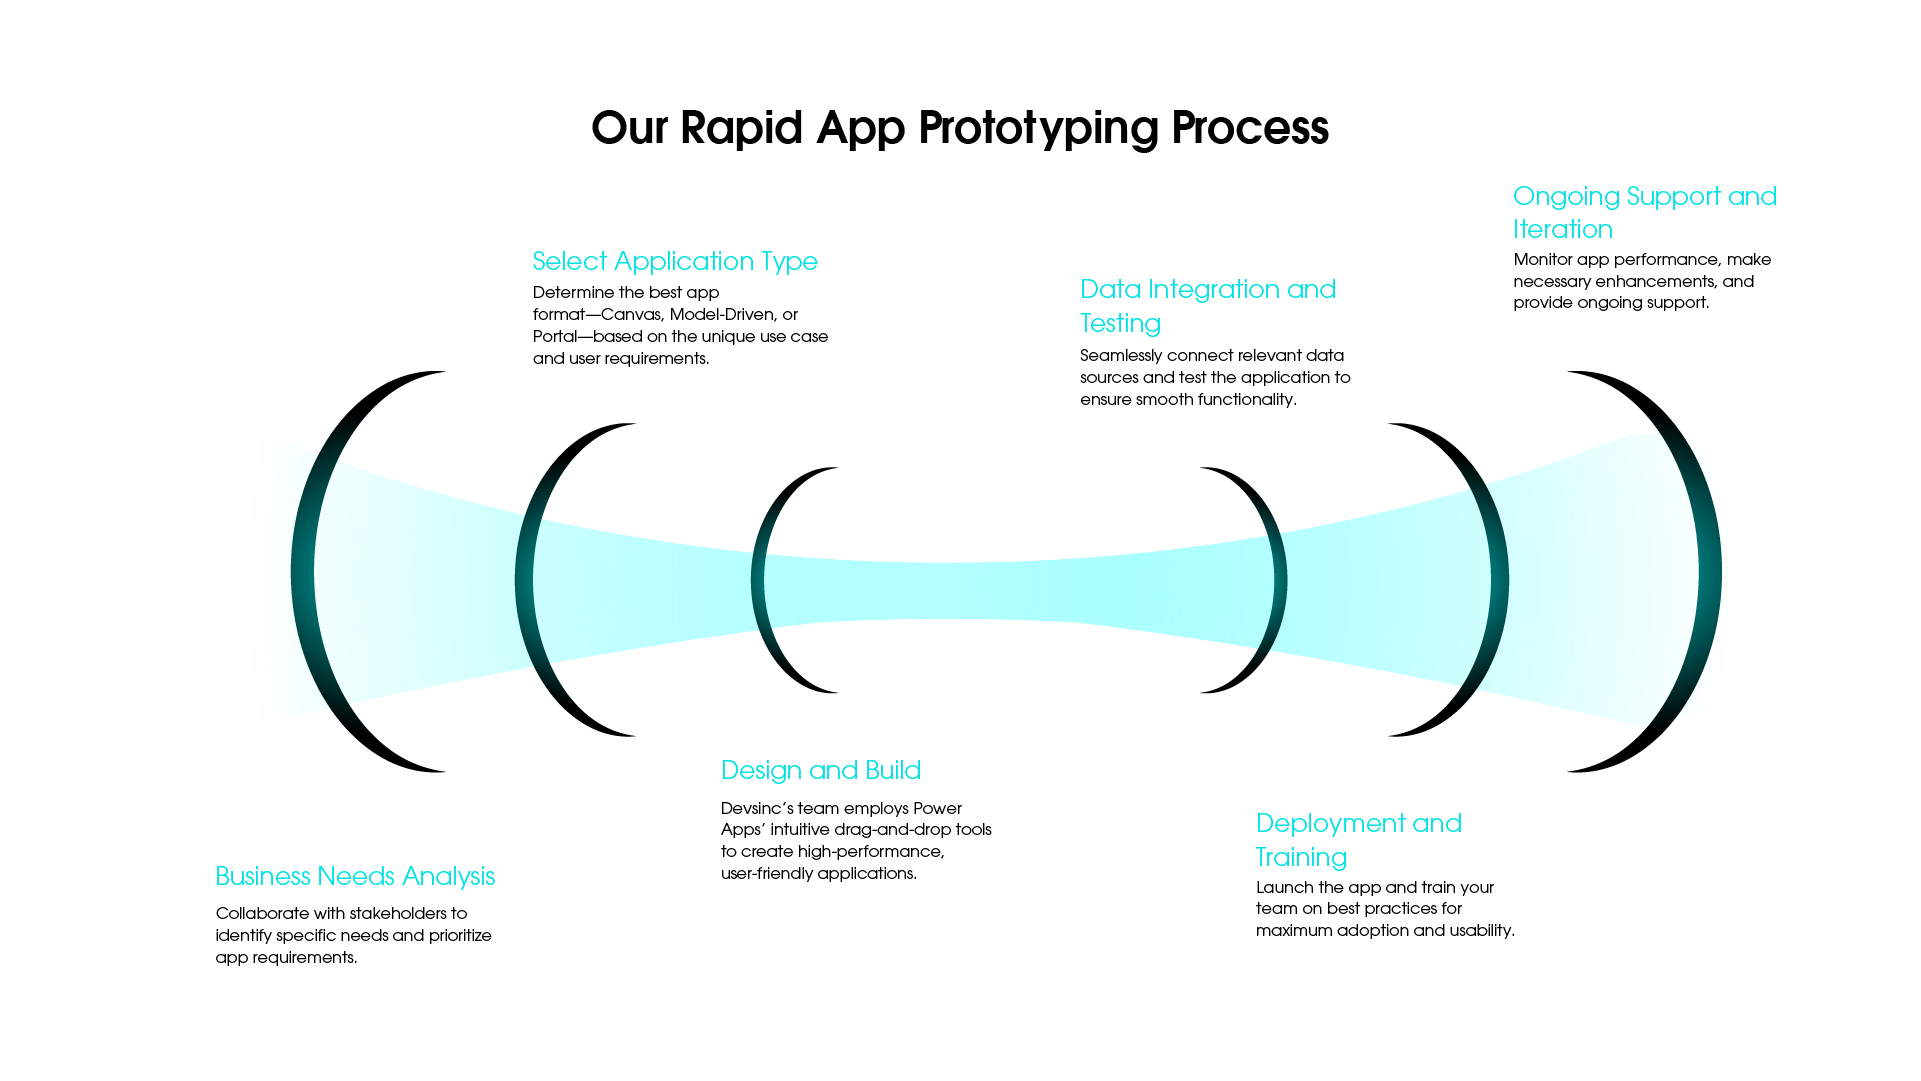 Our Rapid App Prototyping Process
Business Needs Analysis
Collaborate with stakeholders to
identify specific needs and prioritize
app requirements.
Select Application Type
Determine the best app
format—Canvas, Model-Driven, or
Portal—based on the unique use case
and user requirements.
Design and Build
Devsinc’s team employs Power
Apps’ intuitive drag-and-drop tools
to create high-performance,
user-friendly applications.
Data Integration and
Testing
Seamlessly connect relevant data
sources and test the application to
ensure smooth functionality.
Deployment and
Training
Launch the app and train your
team on best practices for
maximum adoption and usability.
Ongoing Support and
Iteration
Monitor app performance, make
necessary enhancements, and
provide ongoing support.